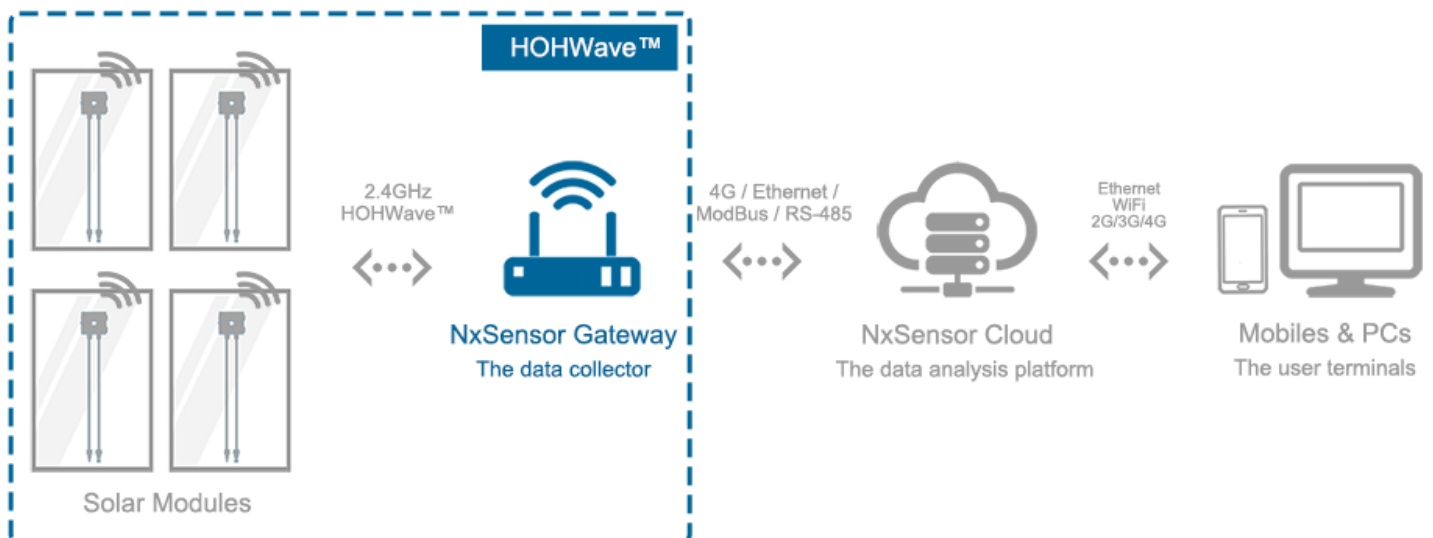 HOHWave™
2.4GHz
HOHWave™
4G / Ethernet /
ModBus / RS-485
Ethernet
WiFi
2G/3G/4G
NxSensor Gateway
The data collector
NxSensor Cloud
The data analysis platform
Mobiles & PCs
The user terminals
Solar Modules